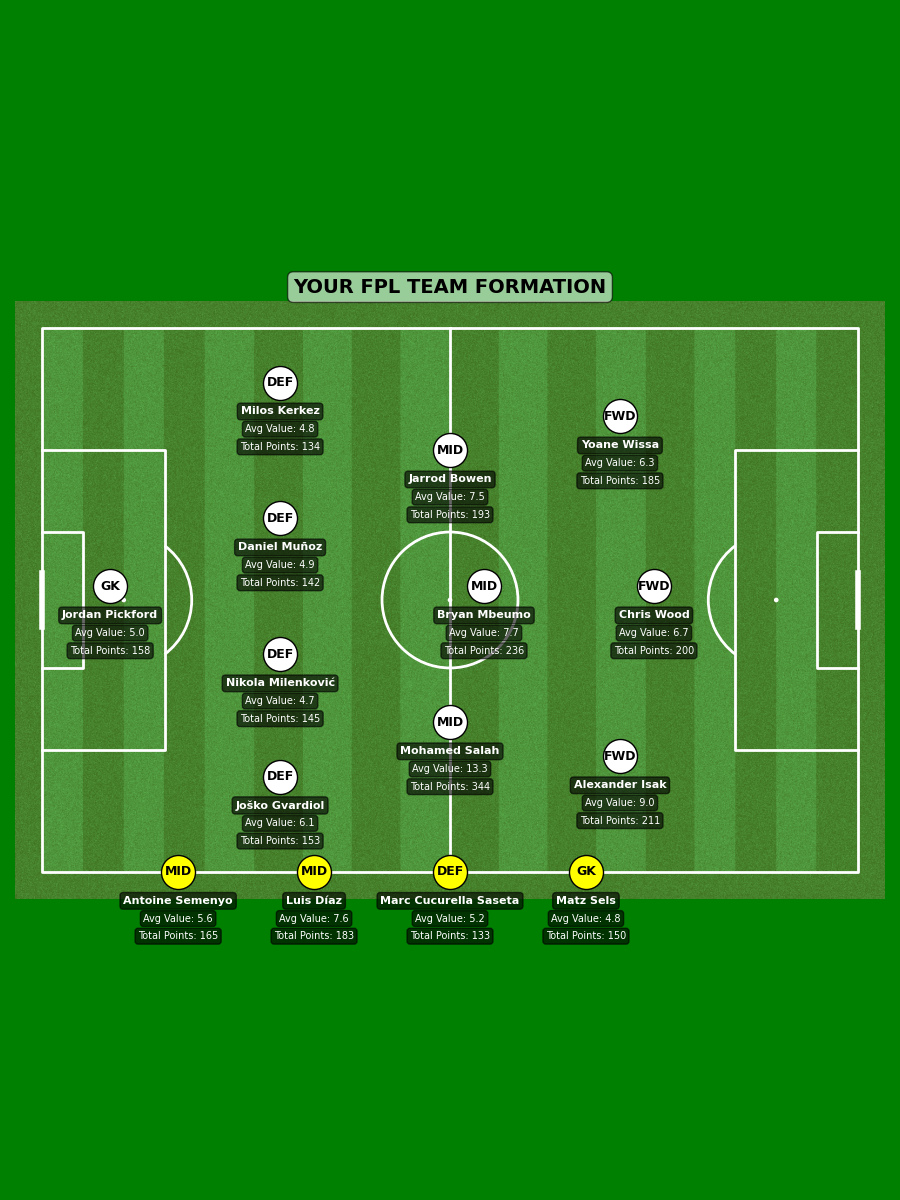 YOUR FPL TEAM FORMATION
DEF
Milos Kerkez
Avg Value: 4.8
Total Points: 134
FWD
Yoane Wissa
Avg Value: 6.3
Total Points: 185
MID
Jarrod Bowen
Avg Value: 7.5
Total Points: 193
DEF
Daniel Muñoz
Avg Value: 4.9
Total Points: 142
GK
Jordan Pickford
Avg Value: 5.0
Total Points: 158
MID
Bryan Mbeumo
Avg Value: 7.7
Total Points: 236
FWD
Chris Wood
Avg Value: 6.7
Total Points: 200
DEF
Nikola Milenković
Avg Value: 4.7
Total Points: 145
MID
Mohamed Salah
Avg Value: 13.3
Total Points: 344
FWD
Alexander Isak
Avg Value: 9.0
Total Points: 211
DEF
Joško Gvardiol
Avg Value: 6.1
Total Points: 153
MID
Antoine Semenyo
Avg Value: 5.6
Total Points: 165
MID
Luis Díaz
Avg Value: 7.6
Total Points: 183
DEF
Marc Cucurella Saseta
Avg Value: 5.2
Total Points: 133
GK
Matz Sels
Avg Value: 4.8
Total Points: 150